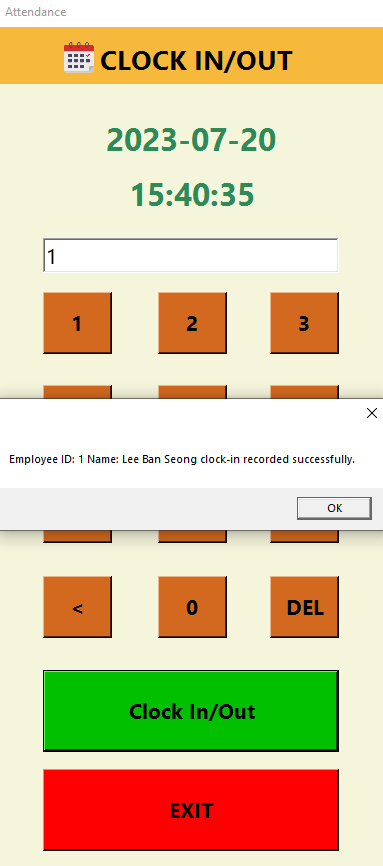 Attendance
CLOCK IN/OUT
2023-07-20
15:40:35
1
1 2 3
Employee ID: 1 Name: Lee Ban Seong clock-in recorded successfully.
OK
< 0 DEL
Clock In/Out
EXIT